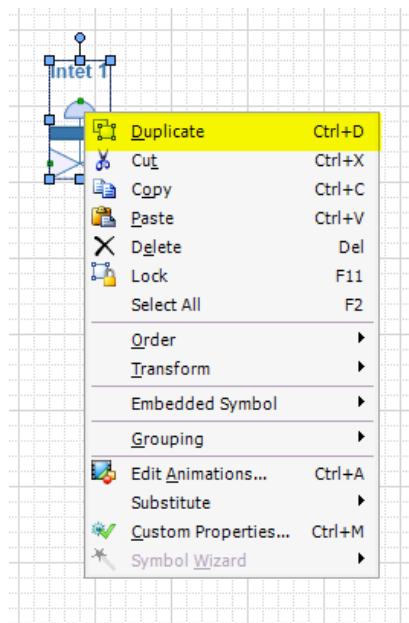 Intet 1
Duplicate Ctrl+D
Cut Ctrl+X
Copy Ctrl+C
Paste Ctrl+V
Delete Del
Lock F11
Select All F2
Order
Transform
Embedded Symbol
Grouping
Edit Animations... Ctrl+A
Substitute
Custom Properties... Ctrl+M
Symbol Wizard